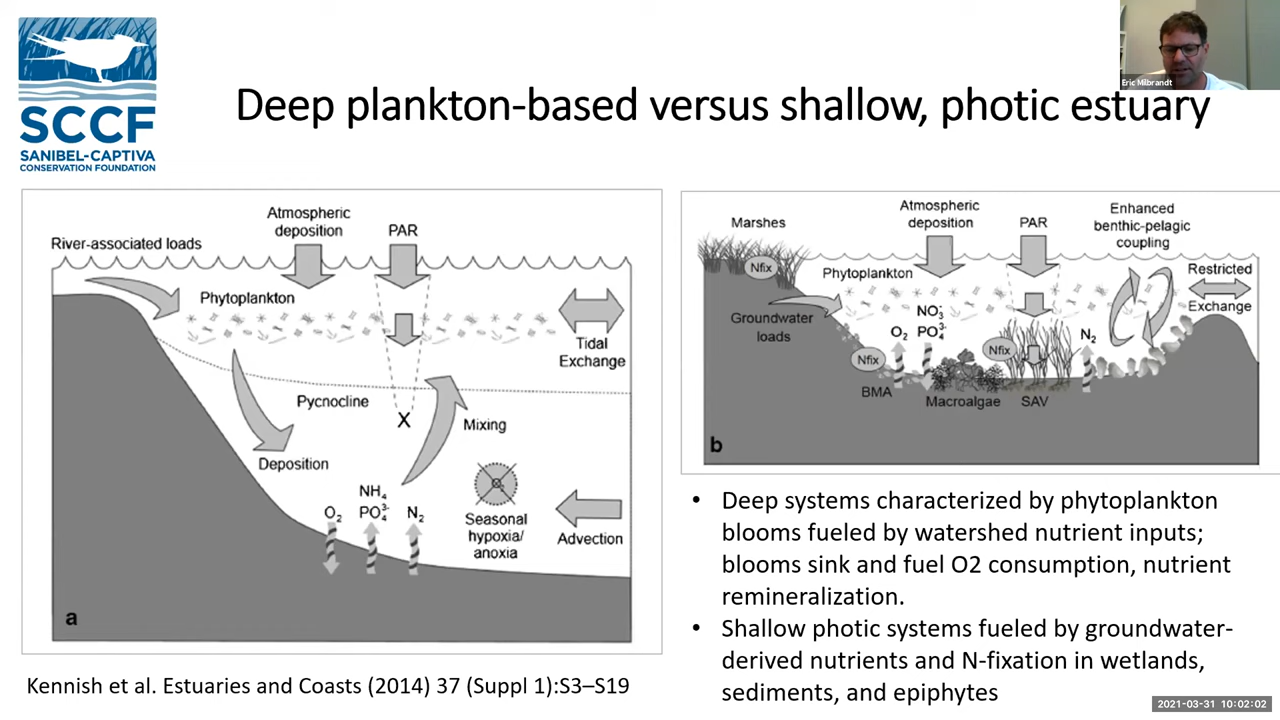 SCCF
SANIBEL-CAPTIVA
CONSERVATION FOUNDATION
Eric Milbrandt
Deep plankton-based versus shallow, photic estuary
River-associated loads
Atmospheric
deposition
PAR
Phytoplankton
Tidal
Exchange
Pycnocline
X
Mixing
Deposition
O2
NH4
PO4 3-
N2
Seasonal
hypoxia/
anoxia
Advection
a
Marshes
Atmospheric
deposition
PAR
Enhanced
benthic-pelagic
coupling
Nfix
Phytoplankton
Restricted
Exchange
Groundwater
loads
O2
NO3-
PO4 3-
Nfix
Nfix
N2
BMA
Macroalgae
SAV
b
• Deep systems characterized by phytoplankton
blooms fueled by watershed nutrient inputs;
blooms sink and fuel O2 consumption, nutrient
remineralization.
• Shallow photic systems fueled by groundwater-
derived nutrients and N-fixation in wetlands,
sediments, and epiphytes
Kennish et al. Estuaries and Coasts (2014) 37 (Suppl 1):S3–S19
2021-03-31 10:02:02